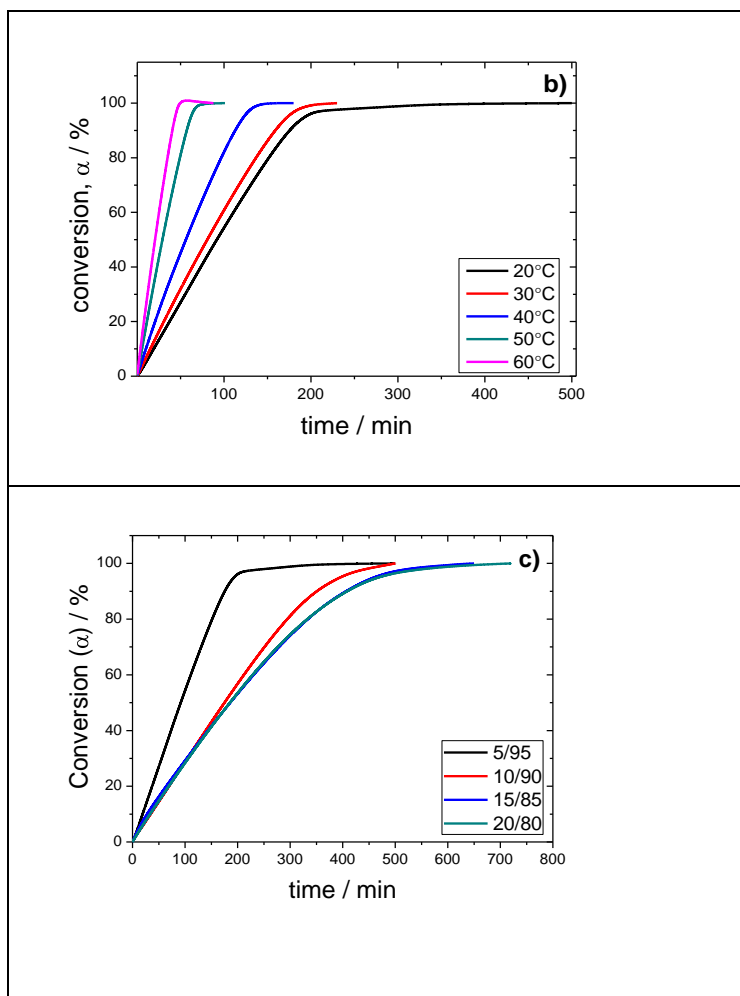 b)
100
80
60
40
20
0
conversion, α / %
20°C
30°C
40°C
50°C
60°C
100 200 300 400 500
time / min
c)
100
80
60
40
20
0
Conversion (α) / %
5/95
10/90
15/85
20/80
0 100 200 300 400 500 600 700 800
time / min